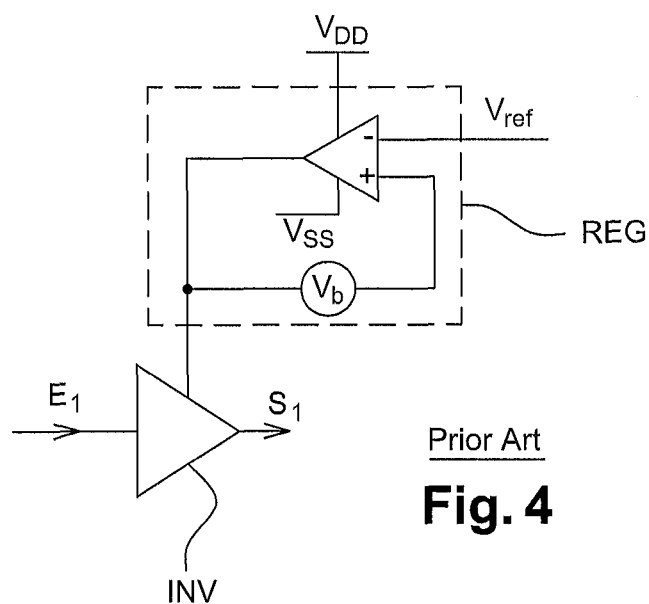 V_DD
V_ref
-
+
V_SS
REG
V_b
E_1
S_1
Prior Art
Fig. 4
INV